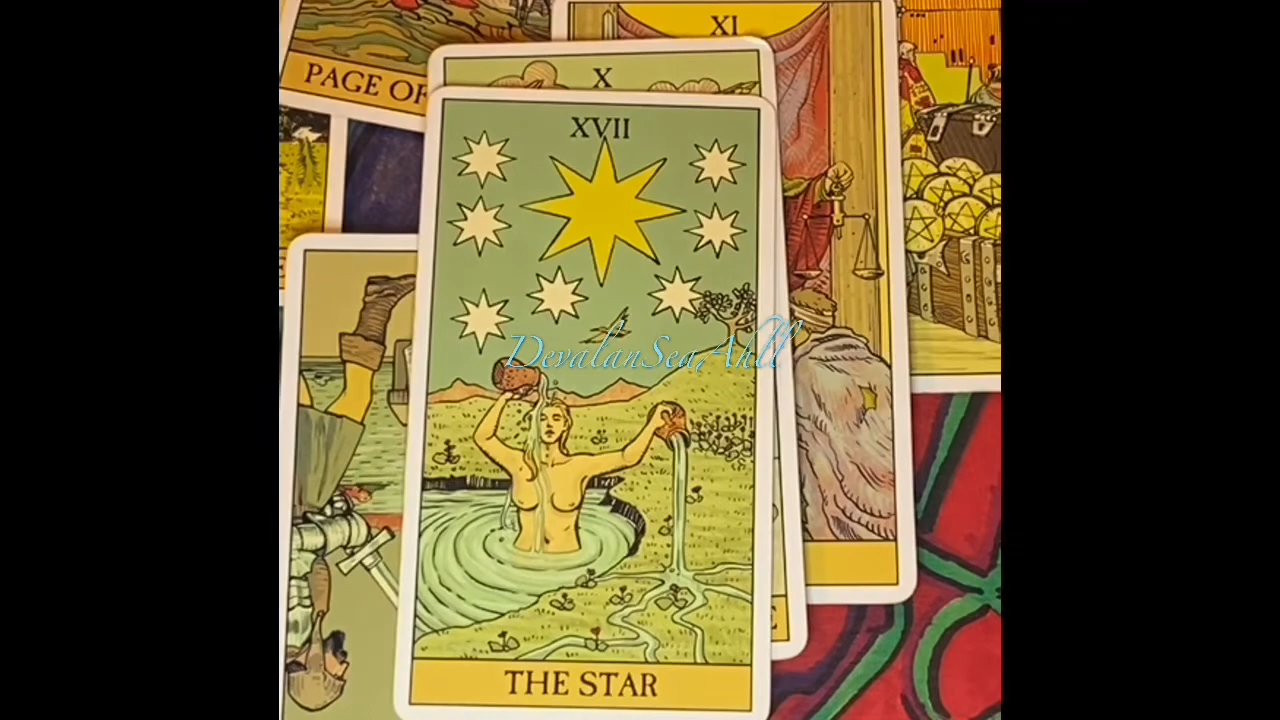 XI
PAGE OF
X
XVII
DevalanSeaAhll
THE STAR